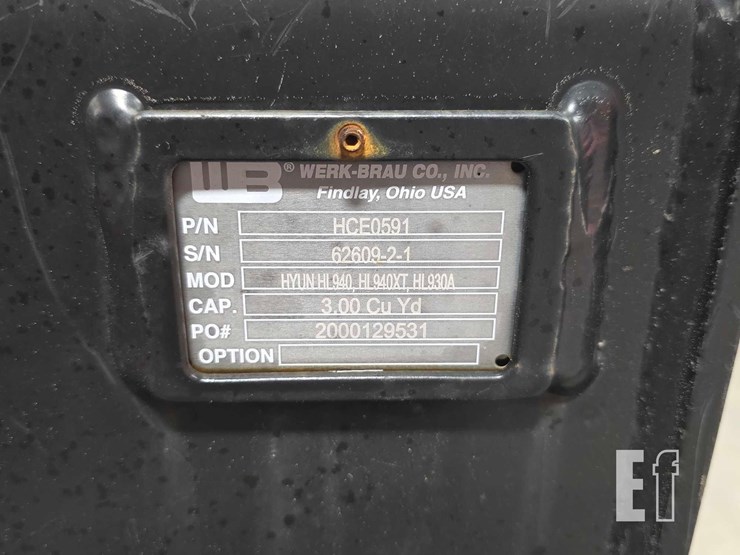 WB® WERK-BRAU CO., INC.
Findlay, Ohio USA
P/N HCE0591
S/N 62609-2-1
MOD HYUN HL940, HL940XT, HL930A
CAP. 3.00 Cu Yd
PO# 2000129531
OPTION
Ef